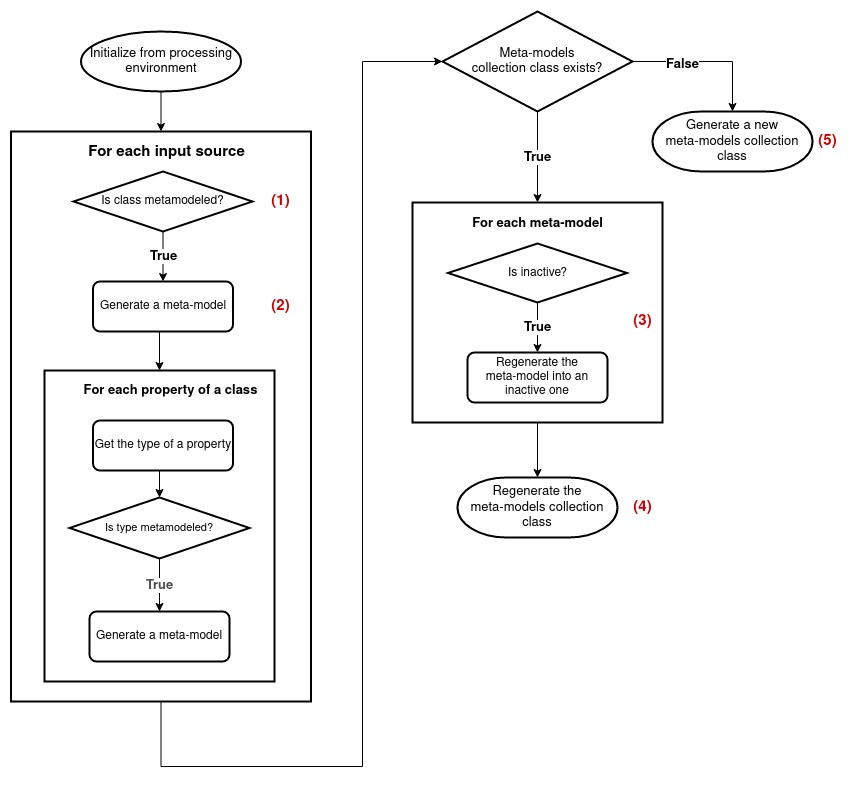 Initialize from processing
environment
For each input source
Is class metamodeled?
(1)
True
Generate a meta-model
(2)
For each property of a class
Get the type of a property
Is type metamodeled?
True
Generate a meta-model
Meta-models
collection class exists?
False
Generate a new
meta-models collection
class
(5)
True
For each meta-model
Is inactive?
True
(3)
Regenerate the
meta-model into an
inactive one
Regenerate the
meta-models collection
class
(4)